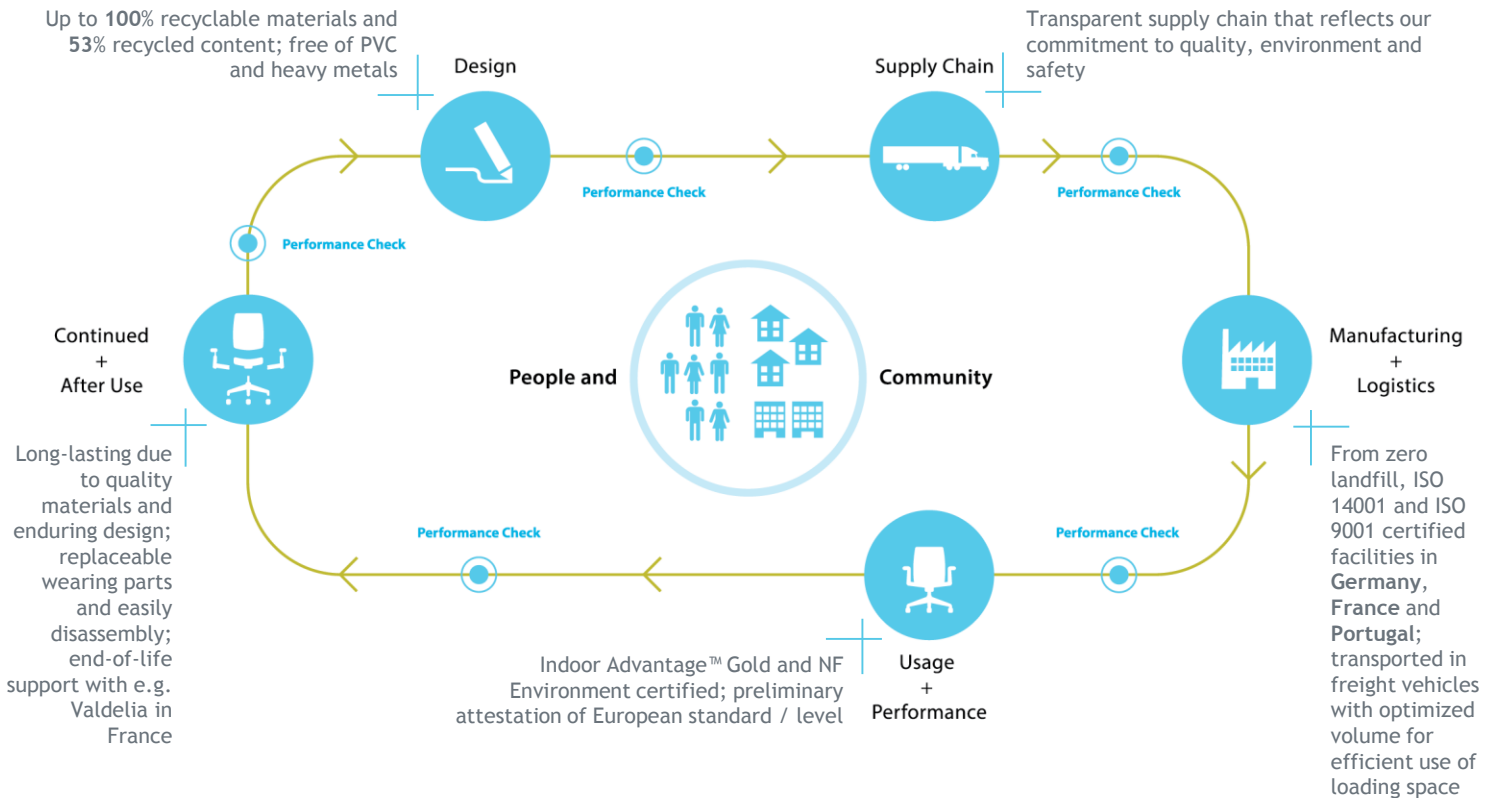 Up to 100% recyclable materials and
53% recycled content; free of PVC
and heavy metals
Design
Supply Chain
Transparent supply chain that reflects our
commitment to quality, environment and
safety
Performance Check
Performance Check
Performance Check
Continued
+
After Use
People and
Community
Manufacturing
+
Logistics
Long-lasting due
to quality
materials and
enduring design;
replaceable
wearing parts
and easily
disassembly;
end-of-life
support with e.g.
Valdelia in
France
From zero
landfill, ISO
14001 and ISO
9001 certified
facilities in
Germany,
France and
Portugal;
transported in
freight vehicles
with optimized
volume for
efficient use of
loading space
Performance Check
Performance Check
Indoor Advantage™ Gold and NF
Environment certified; preliminary
attestation of European standard / level
Usage
+
Performance